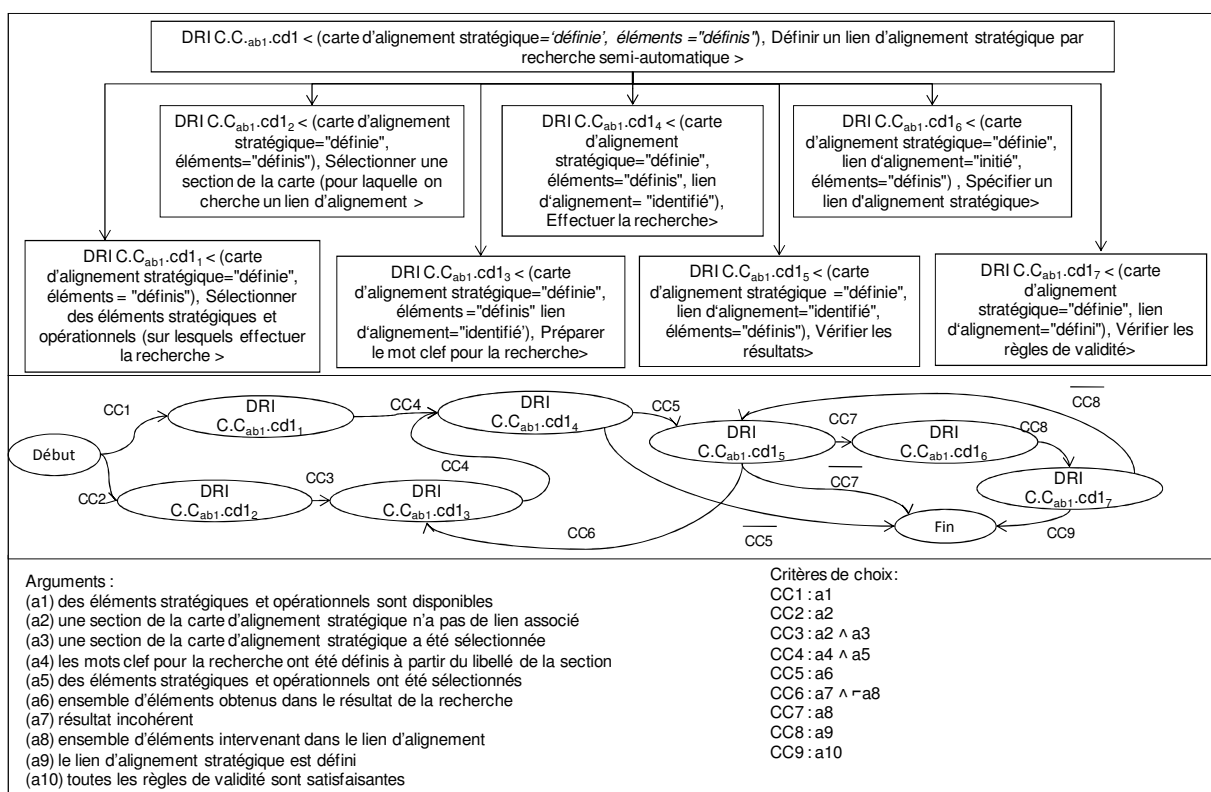 DRI C.C.ab1.cd1 < (carte d'alignement stratégique=‘définie’, éléments ="définis"), Définir un lien d'alignement stratégique par
recherche semi-automatique >
DRI C.Cab1.cd12 < (carte d'alignement
stratégique="définie",
éléments="définis"), Sélectionner une
section de la carte (pour laquelle on
cherche un lien d'alignement >
DRI C.Cab1.cd14 < (carte
d'alignement
stratégique="définie",
éléments="définis", lien
d‘alignement= "identifié"),
Effectuer la recherche>
DRI C.Cab1.cd16 < (carte
d'alignement stratégique="définie",
lien d‘alignement="initié",
éléments="définis") , Spécifier un
lien d'alignement stratégique>
DRI C.Cab1.cd11 < (carte
d'alignement stratégique="définie",
éléments = "définis"), Sélectionner
des éléments stratégiques et
opérationnels (sur lesquels effectuer
la recherche >
DRI C.Cab1.cd13 < (carte
d'alignement stratégique="définie",
éléments ="définis" lien
d‘alignement="identifié’), Préparer
le mot clef pour la recherche>
DRI C.Cab1.cd15 < (carte
d'alignement stratégique ="définie",
lien d‘alignement="identifié",
éléments="définis"), Vérifier les
résultats>
DRI C.Cab1.cd17 < (carte
d'alignement
stratégique="définie", lien
d‘alignement="défini"), Vérifier les
règles de validité>
CC1
DRI
C.Cab1.cd11
CC4
DRI
C.Cab1.cd14
CC5
CC8
Début
DRI
C.Cab1.cd15
CC7
DRI
C.Cab1.cd16
CC8
CC2
DRI
C.Cab1.cd12
CC3
DRI
C.Cab1.cd13
CC4
CC7
DRI
C.Cab1.cd17
CC6
CC5
Fin
CC9
Arguments :
(a1) des éléments stratégiques et opérationnels sont disponibles
(a2) une section de la carte d'alignement stratégique n'a pas de lien associé
(a3) une section de la carte d'alignement stratégique a été sélectionnée
(a4) les mots clef pour la recherche ont été définis à partir du libellé de la section
(a5) des éléments stratégiques et opérationnels ont été sélectionnés
(a6) ensemble d'éléments obtenus dans le résultat de la recherche
(a7) résultat incohérent
(a8) ensemble d'éléments intervenant dans le lien d'alignement
(a9) le lien d'alignement stratégique est défini
(a10) toutes les règles de validité sont satisfaisantes
Critères de choix:
CC1 : a1
CC2 : a2
CC3 : a2 ʌ a3
CC4 : a4 ʌ a5
CC5 : a6
CC6 : a7 ʌ ⌐a8
CC7 : a8
CC8 : a9
CC9 : a10